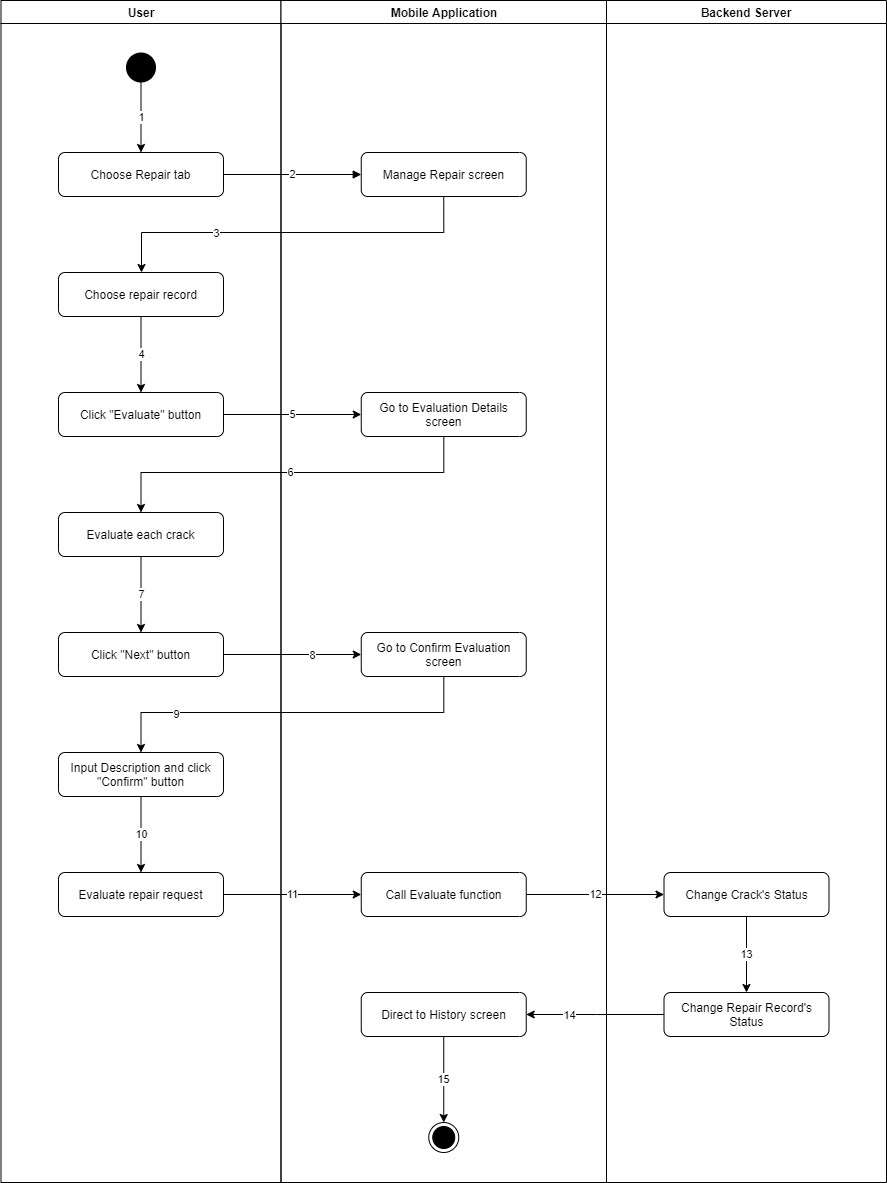 User
Mobile Application
Backend Server
1
Choose Repair tab
2
Manage Repair screen
3
Choose repair record
4
Click "Evaluate" button
5
Go to Evaluation Details
screen
6
Evaluate each crack
7
Click "Next" button
8
Go to Confirm Evaluation
screen
9
Input Description and click
"Confirm" button
10
Evaluate repair request
11
Call Evaluate function
12
Change Crack's Status
13
Change Repair Record's
Status
14
Direct to History screen
15